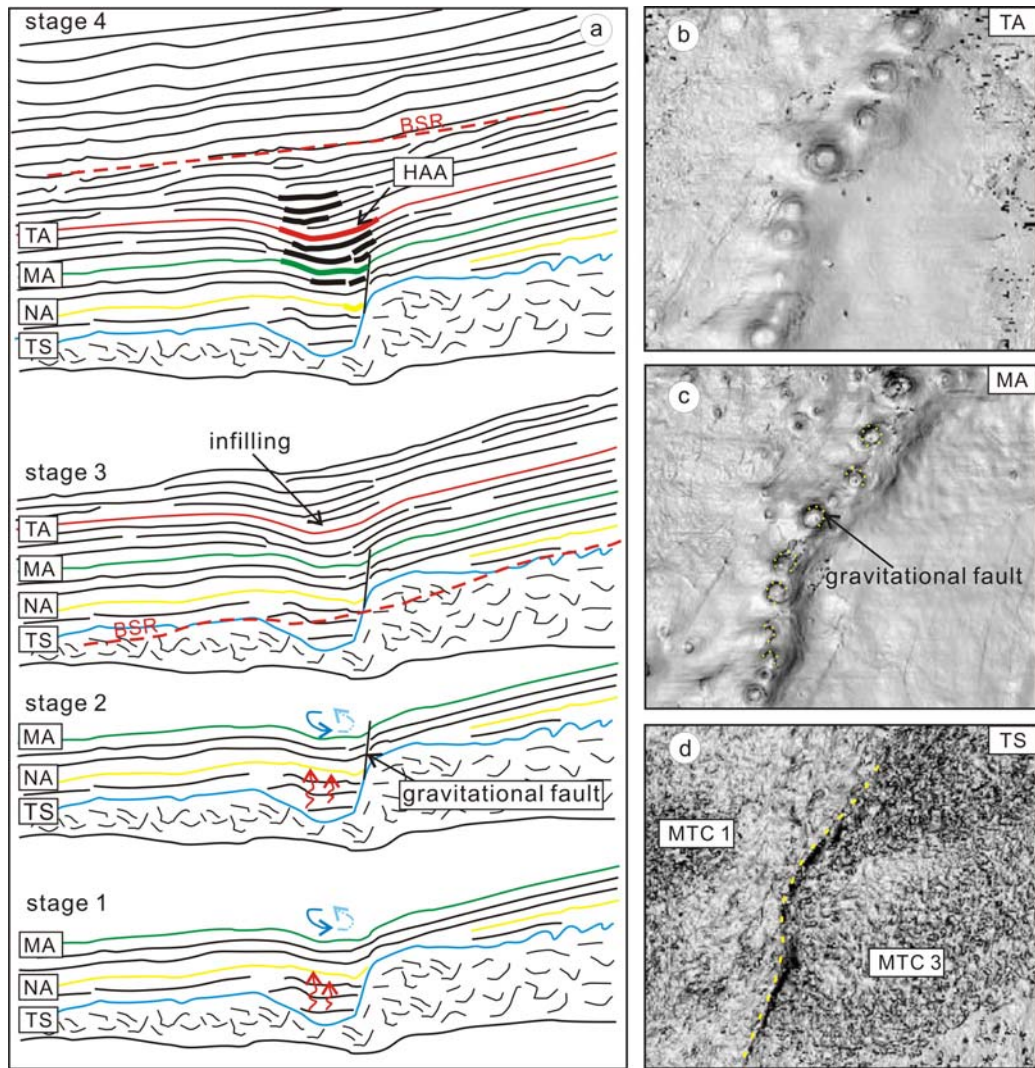 stage 4
a
BSR
HAA
TA
MA
NA
TS
infilling
stage 3
TA
MA
NA
TS
BSR
stage 2
MA
NA
TS
gravitational fault
stage 1
MA
NA
TS
b
TA
c
MA
gravitational fault
d
TS
MTC 1
MTC 3